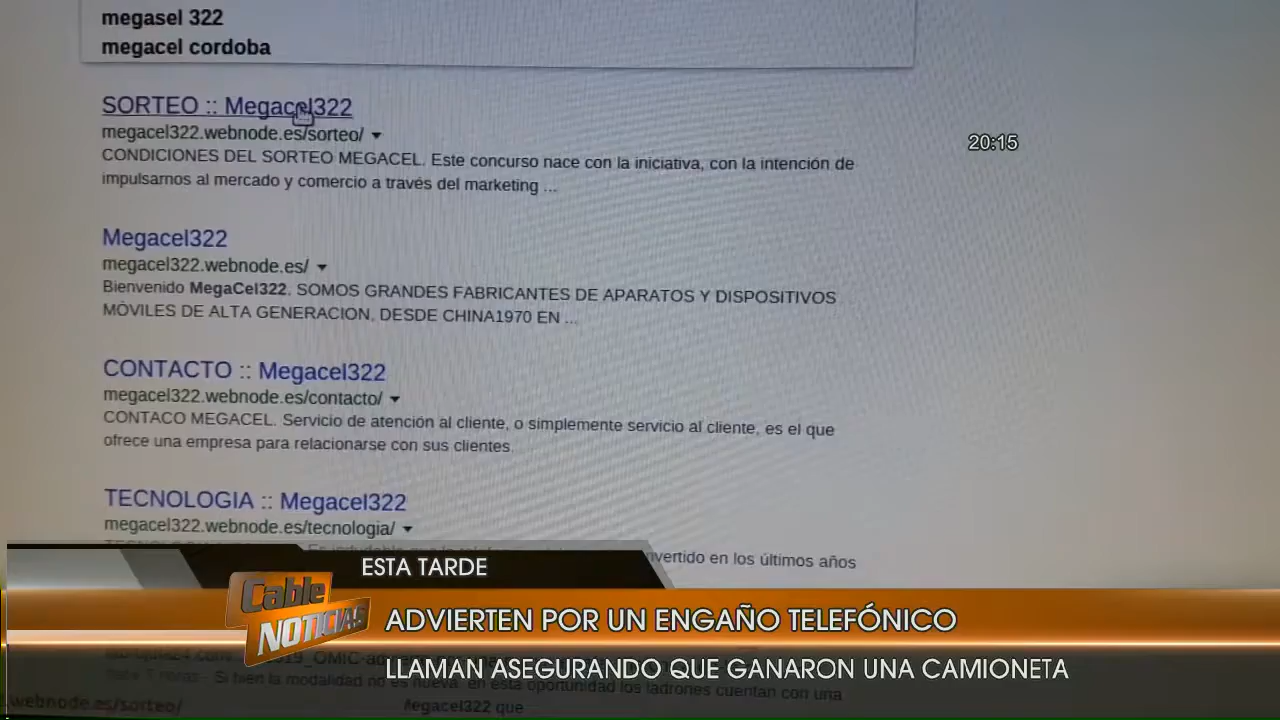 megasel 322
megacel cordoba
SORTEO :: Megacel322
megacel322.webnode.es/sorteo/
20:15
CONDICIONES DEL SORTEO MEGACEL. Este concurso nace con la iniciativa, con la intención de
impulsarnos al mercado y comercio a través del marketing ...
Megacel322
megacel322.webnode.es/
Bienvenido MegaCel322. SOMOS GRANDES FABRICANTES DE APARATOS Y DISPOSITIVOS
MÓVILES DE ALTA GENERACION. DESDE CHINA1970 EN ...
CONTACTO :: Megacel322
megacel322.webnode.es/contacto/
CONTACO MEGACEL. Servicio de atención al cliente, o simplemente servicio al cliente, es el que
ofrece una empresa para relacionarse con sus clientes.
TECNOLOGIA :: Megacel322
megacel322.webnode.es/tecnologia/
nvertido en los últimos años
ESTA TARDE
Cable
NOTICIAS
ADVIERTEN POR UN ENGAÑO TELEFÓNICO
LLAMAN ASEGURANDO QUE GANARON UNA CAMIONETA
Si bien la modalidad no es nueva, en esta oportunidad los ladrones cuentan con una
.webnode.es/sorteo/
legacel322 que